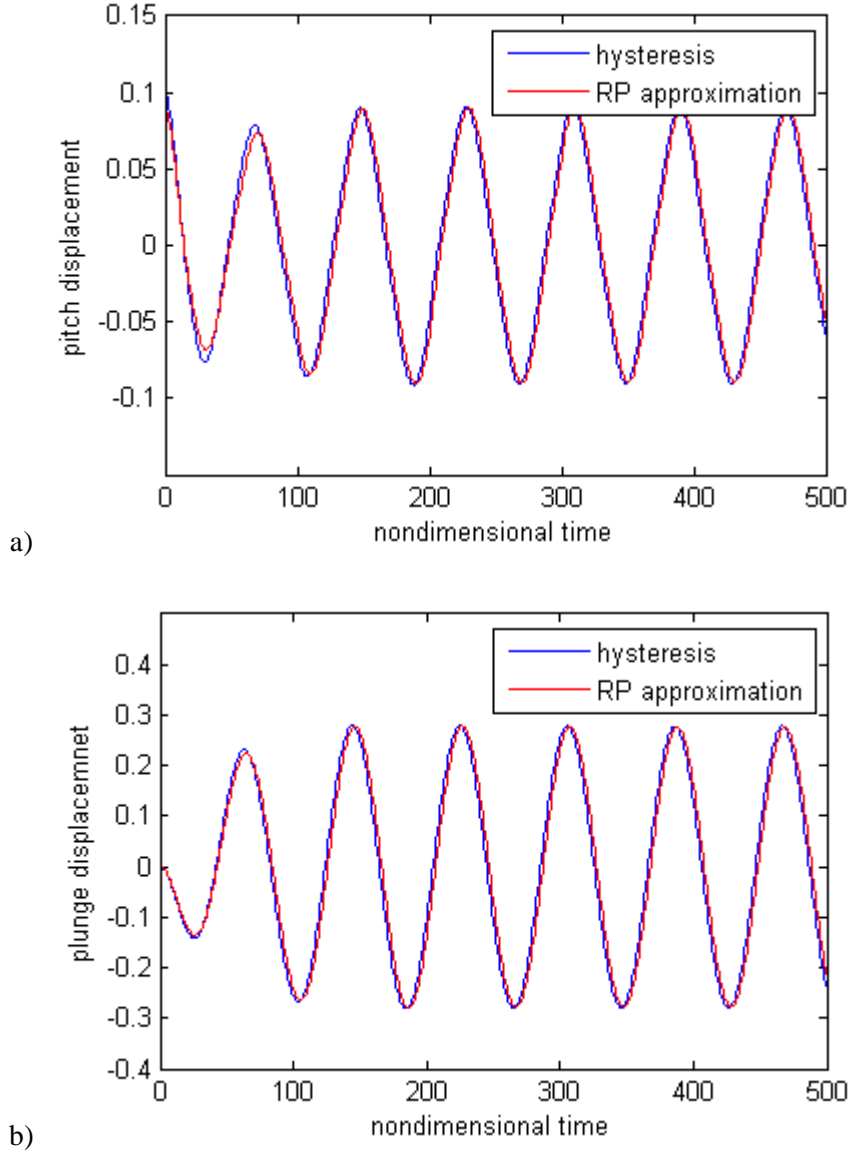 0.15
0.1
0.05
0
-0.05
-0.1
pitch displacement
hysteresis
RP approximation
0 100 200 300 400 500
nondimensional time
a)
0.4
0.3
0.2
0.1
0
-0.1
-0.2
-0.3
-0.4
plunge displacemnet
hysteresis
RP approximation
0 100 200 300 400 500
nondimensional time
b)